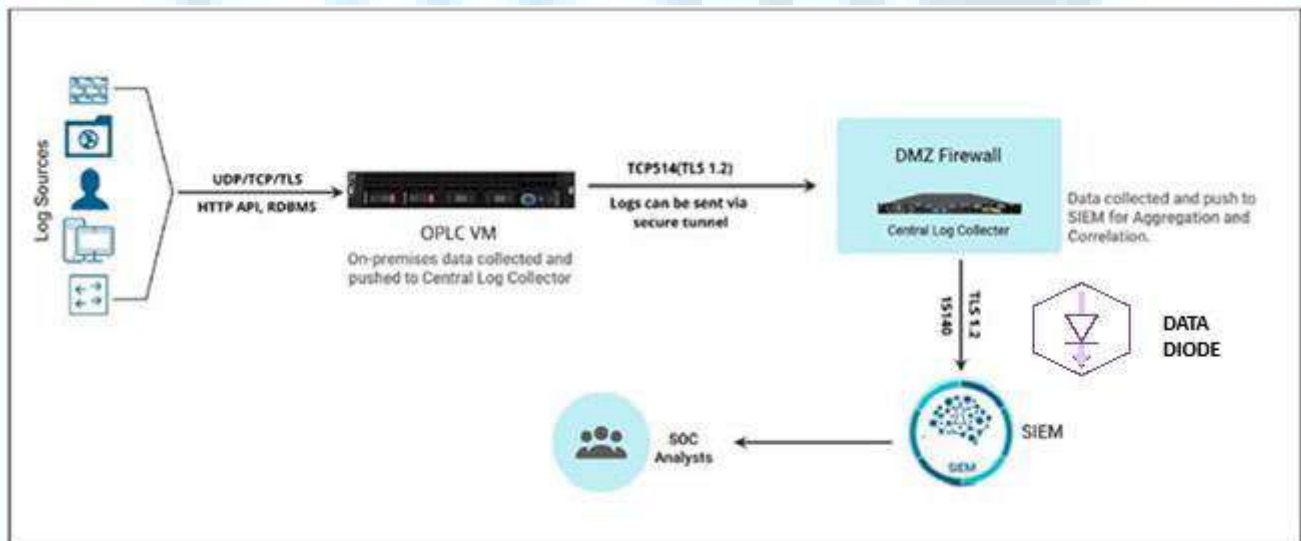 Log Sources
UDP/TCP/TLS
HTTP API, RDBMS
OPLC VM
On-premises data collected and
pushed to Central Log Collector
TCP514(TLS 1.2)
Logs can be sent via
secure tunnel
DMZ Firewall
Central Log Collecter
Data collected and push to
SIEM for Aggregation and
Correlation.
TLS 1.2
15140
DATA
DIODE
SIEM
SIEM
SOC
Analysts